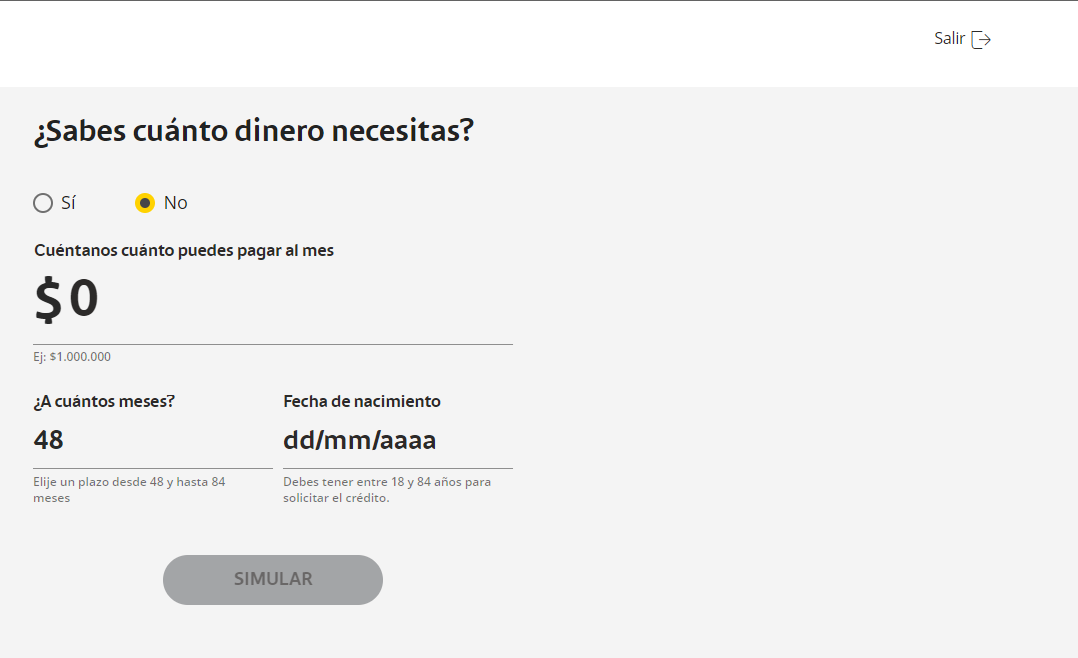 Salir
¿Sabes cuánto dinero necesitas?
Sí No
Cuéntanos cuánto puedes pagar al mes
$ 0
Ej: $1.000.000
¿A cuántos meses? Fecha de nacimiento
48 dd/mm/aaaa
Elije un plazo desde 48 y hasta 84 Debes tener entre 18 y 84 años para
meses solicitar el crédito.
SIMULAR